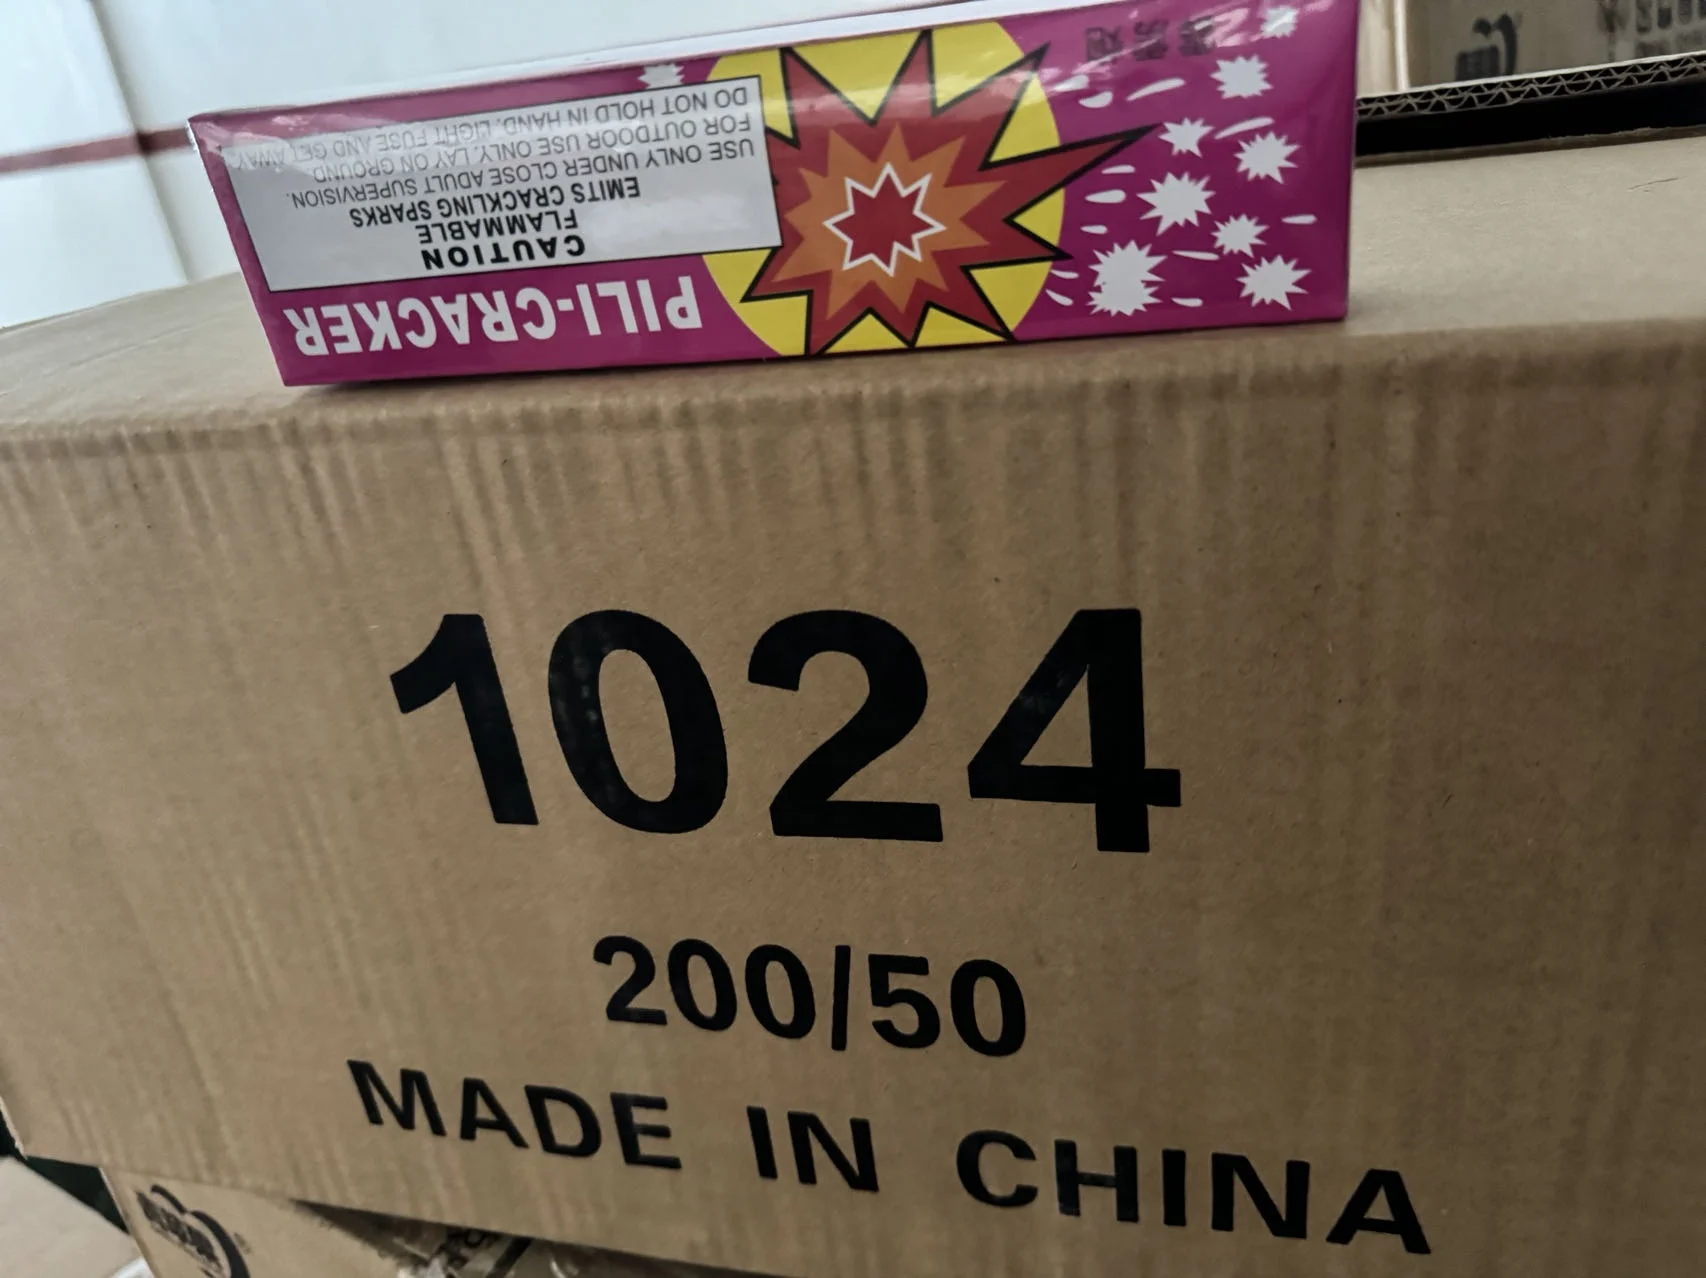 PILI-CRACKER
CAUTION
FLAMMABLE
EMITS CRACKLING SPARKS
USE ONLY UNDER CLOSE ADULT SUPERVISION.
FOR OUTDOOR USE ONLY. LAY ON GROUND.
DO NOT HOLD IN HAND. LIGHT FUSE AND GET AWAY.
1024
200/50
MADE IN CHINA